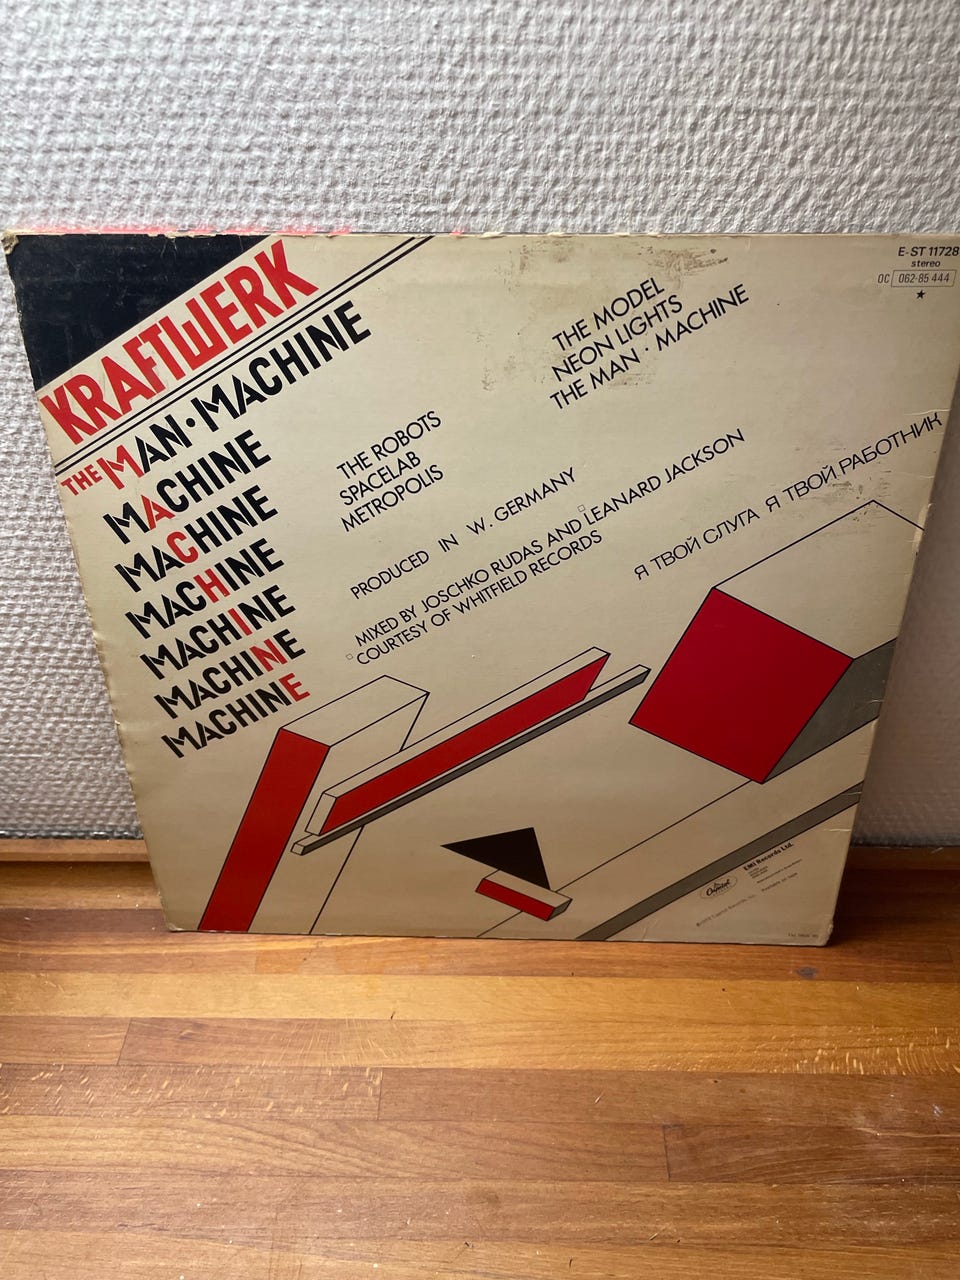 KRAFTWERK
THE MAN·MACHINE
MACHINE
MACHINE
MACHINE
MACHINE
MACHINE
MACHINE
THE ROBOTS
SPACELAB
METROPOLIS
THE MODEL
NEON LIGHTS
THE MAN · MACHINE
E-ST 11728
stereo
OC 062-85 444
★
PRODUCED IN W. GERMANY
MIXED BY JOSCHKO RUDAS AND □LEANARD JACKSON
□ COURTESY OF WHITFIELD RECORDS
Я ТВОЙ СЛУГА Я ТВОЙ РАБОТНИК
Capitol
EMI Records Ltd.